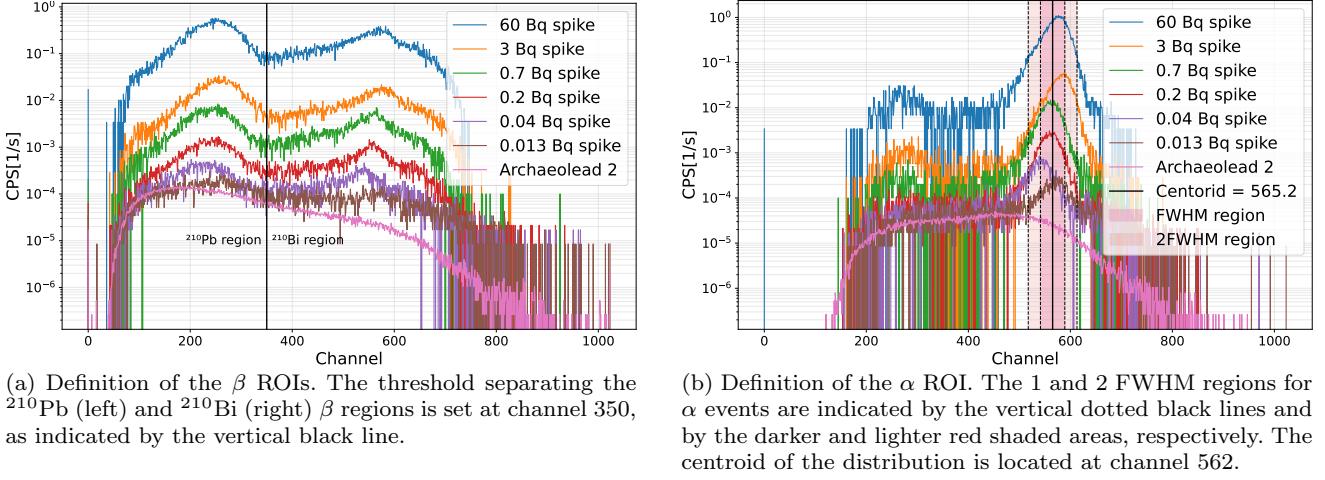 10⁰
10⁻¹
10⁻²
10⁻³
10⁻⁴
10⁻⁵
10⁻⁶
CPS[1/s]
60 Bq spike
3 Bq spike
0.7 Bq spike
0.2 Bq spike
0.04 Bq spike
0.013 Bq spike
Archaeolead 2
²¹⁰Pb region
²¹⁰Bi region
0 200 400 600 800 1000
Channel
(a) Definition of the β ROIs. The threshold separating the
²¹⁰Pb (left) and ²¹⁰Bi (right) β regions is set at channel 350,
as indicated by the vertical black line.
10⁰
10⁻¹
10⁻²
10⁻³
10⁻⁴
10⁻⁵
10⁻⁶
CPS[1/s]
60 Bq spike
3 Bq spike
0.7 Bq spike
0.2 Bq spike
0.04 Bq spike
0.013 Bq spike
Archaeolead 2
Centorid = 565.2
FWHM region
2FWHM region
0 200 400 600 800 1000
Channel
(b) Definition of the α ROI. The 1 and 2 FWHM regions for
α events are indicated by the vertical dotted black lines and
by the darker and lighter red shaded areas, respectively. The
centroid of the distribution is located at channel 562.